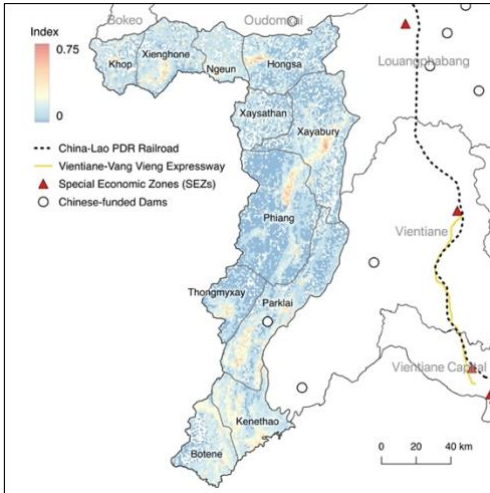 Bokeo
Oudomxai
Index
0.75
0
Xienghone
Khop
Ngeun
Hongsa
Louangphabang
Xaysathan
Xayabury
China-Lao PDR Railroad
Vientiane-Vang Vieng Expressway
Special Economic Zones (SEZs)
Chinese-funded Dams
Phiang
Vientiane
Thongmyxay
Parklai
Vientiane Capital
Kenethao
Botene
0 20 40 km